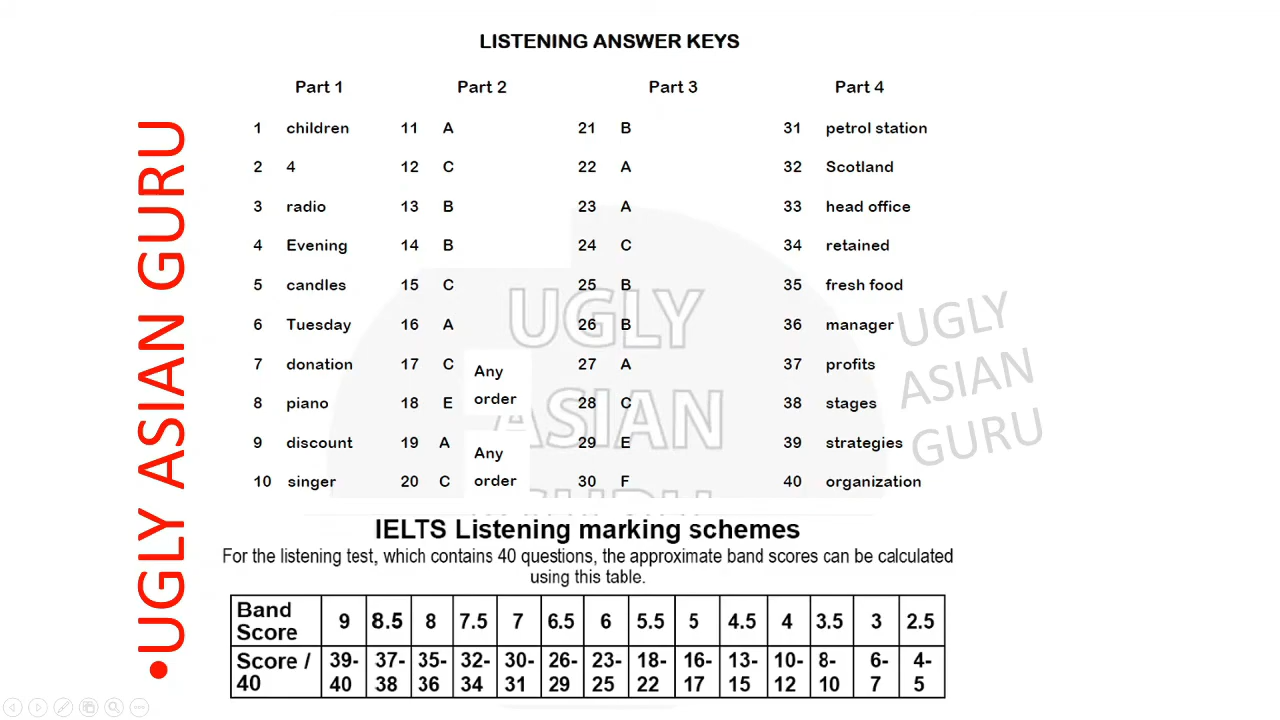 LISTENING ANSWER KEYS
Part 1 Part 2 Part 3 Part 4
1 children 11 A 21 B 31 petrol station
2 4 12 C 22 A 32 Scotland
3 radio 13 B 23 A 33 head office
4 Evening 14 B 24 C 34 retained
5 candles 15 C 25 B 35 fresh food
6 Tuesday 16 A 26 B 36 manager
7 donation 17 C Any 27 A 37 profits
8 piano 18 E order 28 C 38 stages
9 discount 19 A Any 29 E 39 strategies
10 singer 20 C order 30 F 40 organization
•UGLY ASIAN GURU
UGLY
ASIAN
GURU
UGLY
ASIAN
GURU
IELTS Listening marking schemes
For the listening test, which contains 40 questions, the approximate band scores can be calculated
using this table.
Band Score 9 8.5 8 7.5 7 6.5 6 5.5 5 4.5 4 3.5 3 2.5
Score / 40 39-40 37-38 35-36 32-34 30-31 26-29 23-25 18-22 16-17 13-15 10-12 8-10 6-7 4-5